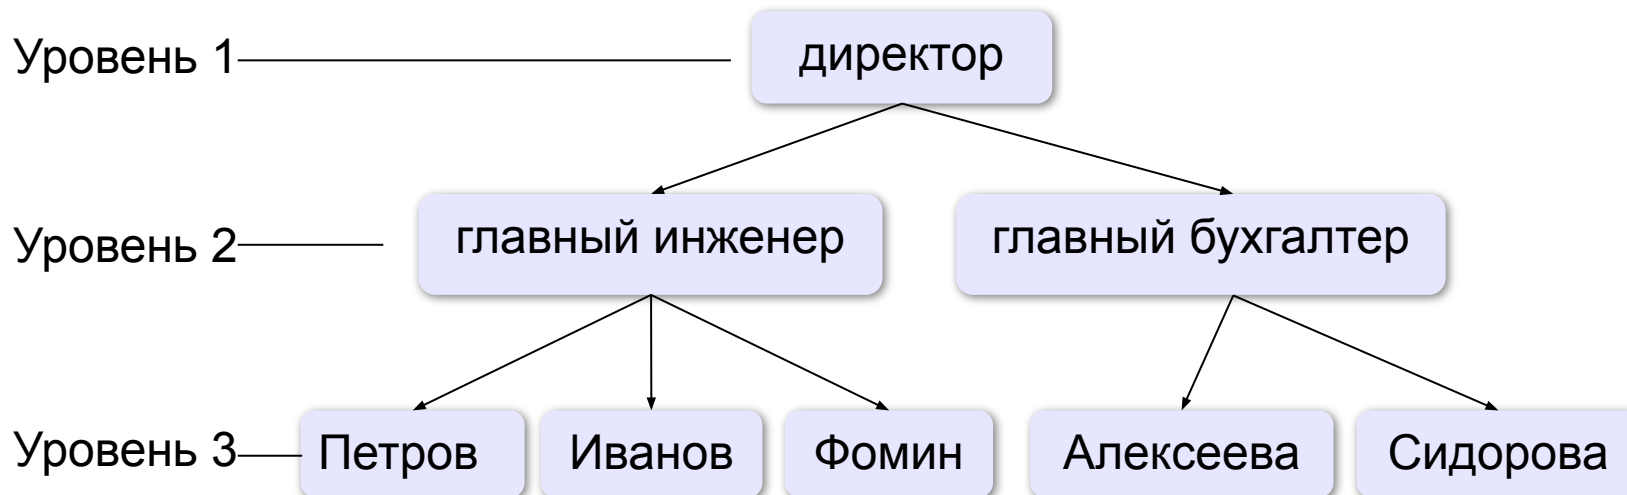 Уровень 1 директор
Уровень 2 главный инженер главный бухгалтер
Уровень 3 Петров Иванов Фомин Алексеева Сидорова